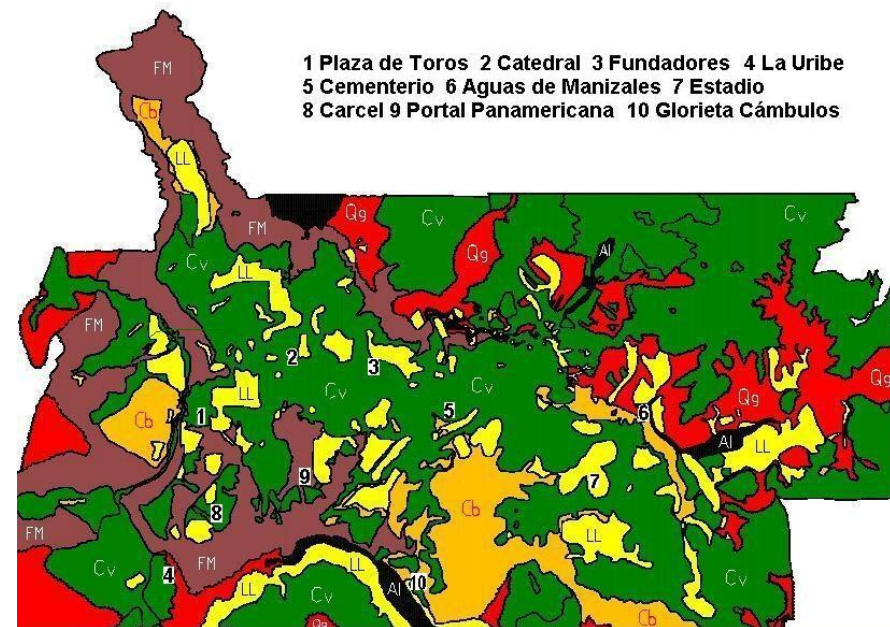 1 Plaza de Toros 2 Catedral 3 Fundadores 4 La Uribe
5 Cementerio 6 Aguas de Manizales 7 Estadio
8 Carcel 9 Portal Panamericana 10 Glorieta Cámbulos
FM
Cb
LL
Qg
Cv
Cv
FM
Qg
Al
Cv
LL
FM
2
3
Cv
Cv
LL
Qg
Qg
Cb
1
5
6
Al
LL
9
7
8
Cb
FM
LL
4
FM
Cv
LL
LL
Cv
Al
10
Cv
Cb
Qg